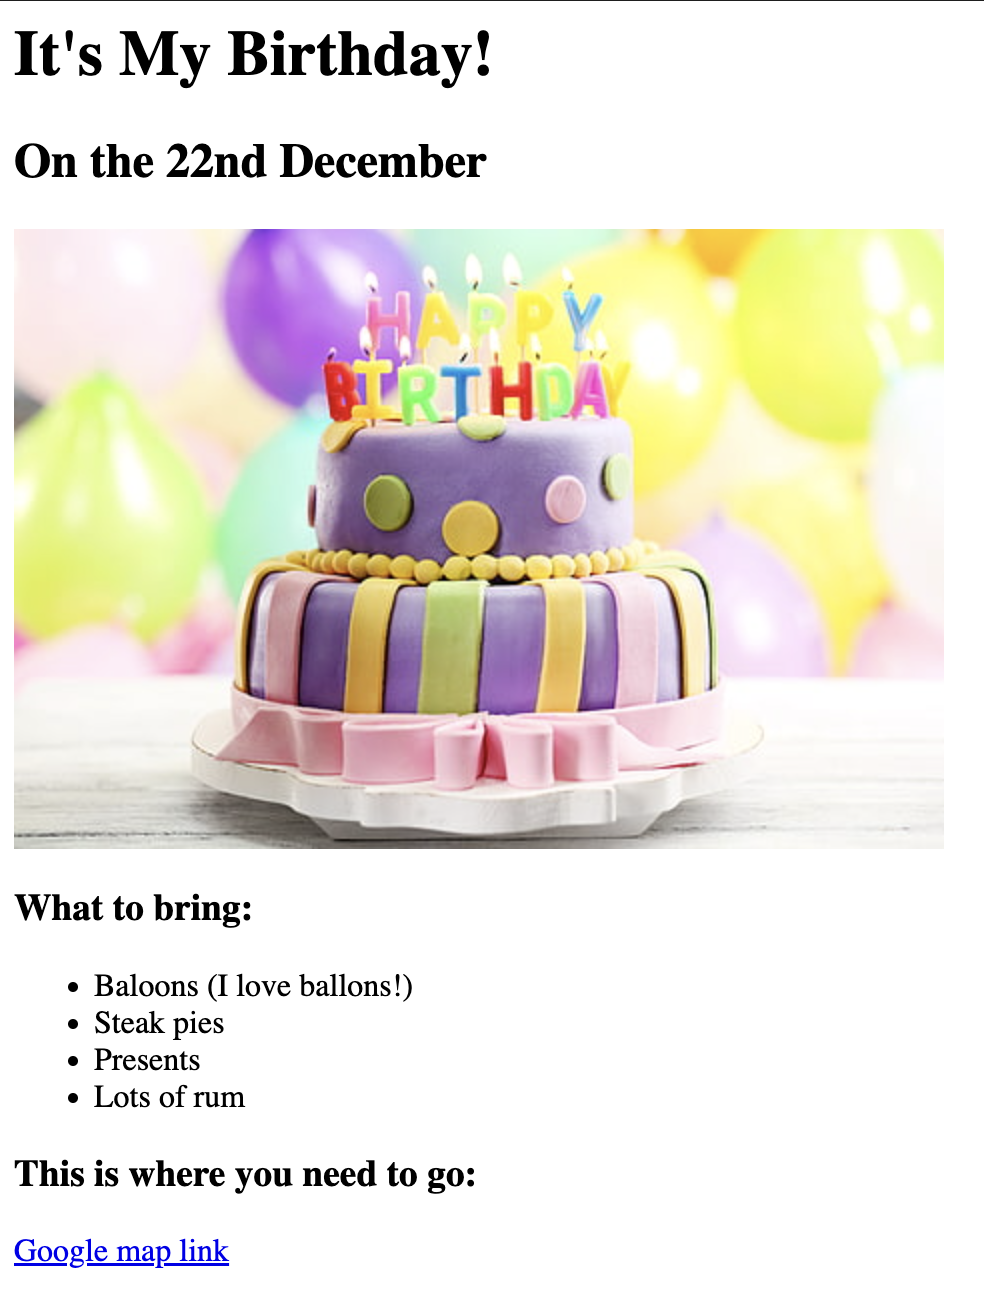 It's My Birthday!
On the 22nd December
HAPPY
BIRTHDAY
What to bring:
Baloons (I love ballons!)
Steak pies
Presents
Lots of rum
This is where you need to go:
Google map link